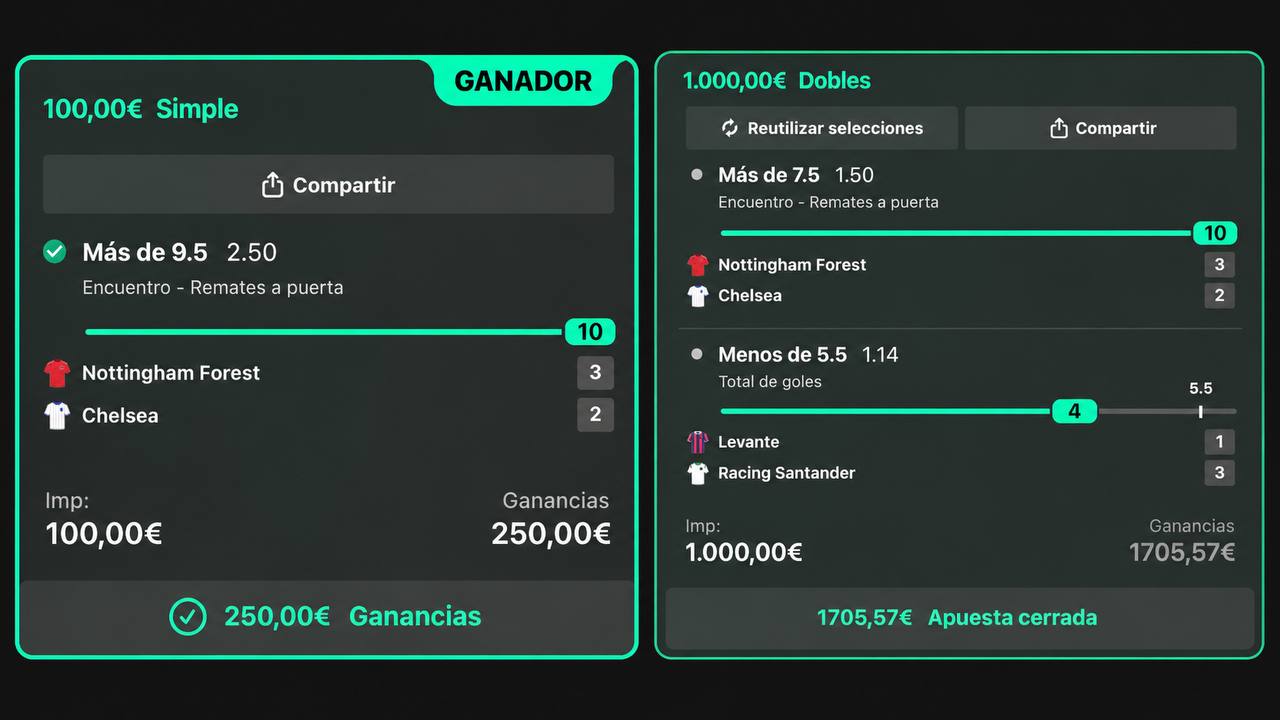 GANADOR
100,00€ Simple
Compartir
Más de 9.5 2.50
Encuentro - Remates a puerta
10
Nottingham Forest 3
Chelsea 2
Imp: Ganancias
100,00€ 250,00€
250,00€ Ganancias
1.000,00€ Dobles
Reutilizar selecciones Compartir
Más de 7.5 1.50
Encuentro - Remates a puerta
10
Nottingham Forest 3
Chelsea 2
Menos de 5.5 1.14
Total de goles
5.5
4
Levante 1
Racing Santander 3
Imp: Ganancias
1.000,00€ 1705,57€
1705,57€ Apuesta cerrada